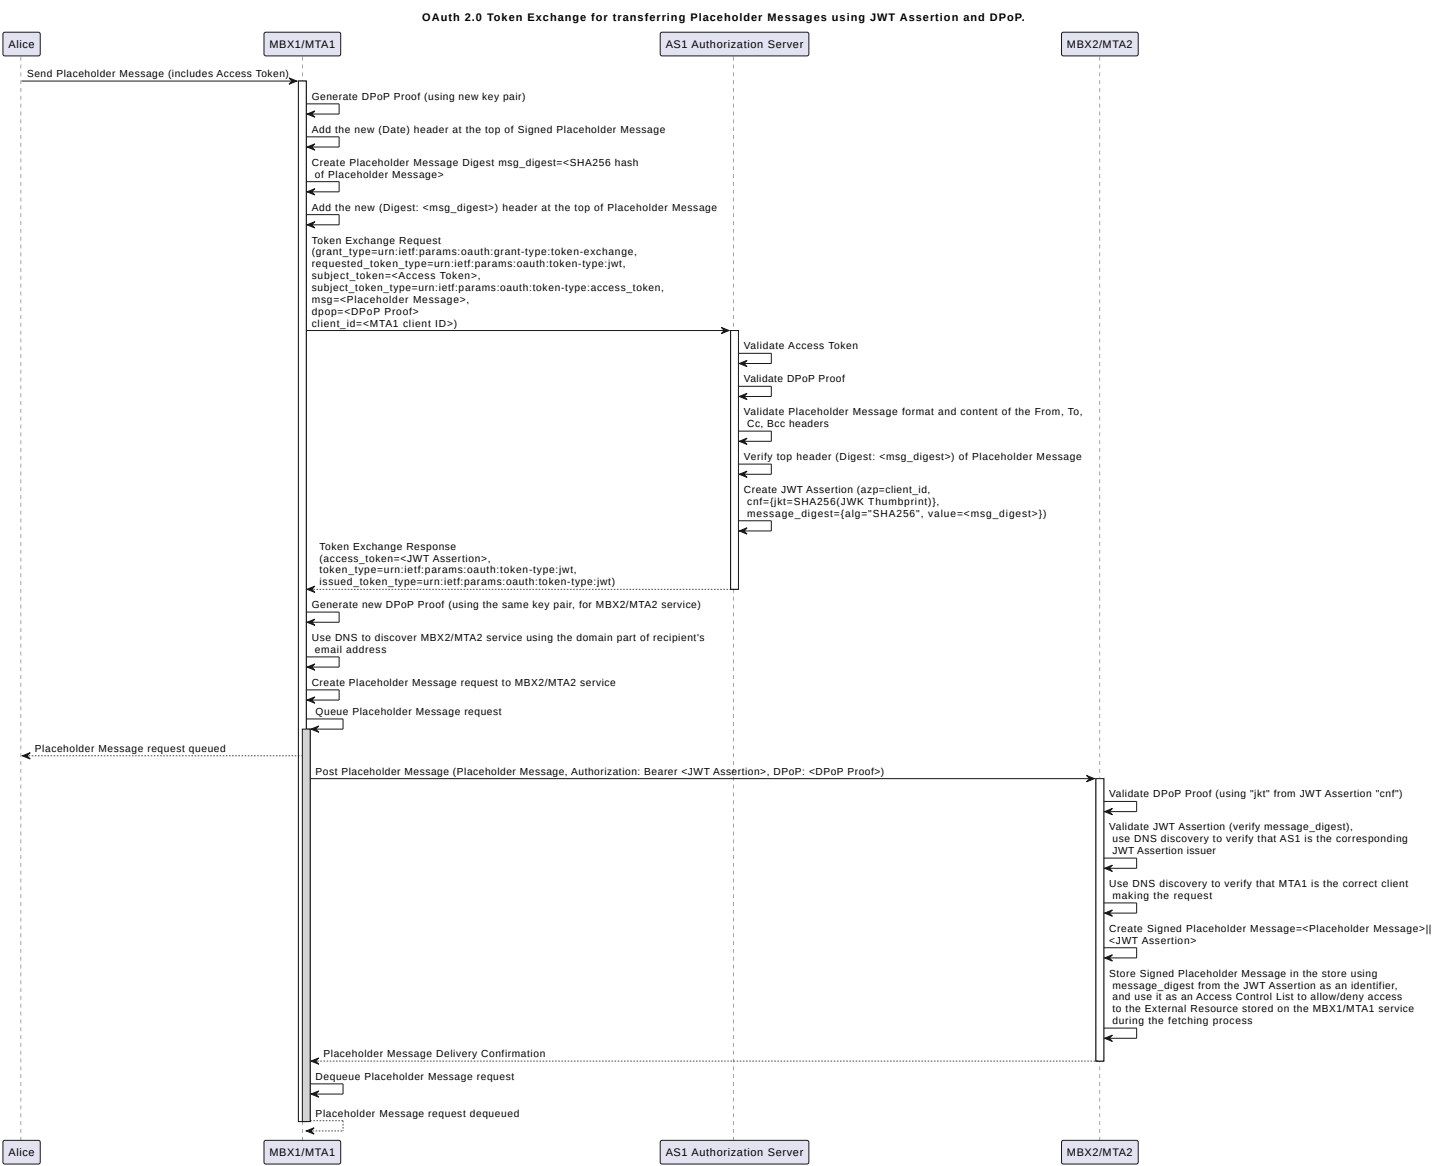 OAuth 2.0 Token Exchange for transferring Placeholder Messages using JWT Assertion and DPoP.
Alice
MBX1/MTA1
AS1 Authorization Server
MBX2/MTA2
Send Placeholder Message (includes Access Token)
Generate DPoP Proof (using new key pair)
Add the new (Date) header at the top of Signed Placeholder Message
Create Placeholder Message Digest msg_digest=<SHA256 hash
of Placeholder Message>
Add the new (Digest: <msg_digest>) header at the top of Placeholder Message
Token Exchange Request
(grant_type=urn:ietf:params:oauth:grant-type:token-exchange,
requested_token_type=urn:ietf:params:oauth:token-type:jwt,
subject_token=<Access Token>,
subject_token_type=urn:ietf:params:oauth:token-type:access_token,
msg=<Placeholder Message>,
dpop=<DPoP Proof>
client_id=<MTA1 client ID>)
Validate Access Token
Validate DPoP Proof
Validate Placeholder Message format and content of the From, To,
Cc, Bcc headers
Verify top header (Digest: <msg_digest>) of Placeholder Message
Create JWT Assertion (azp=client_id,
cnf={jkt=SHA256(JWK Thumbprint)},
message_digest={alg="SHA256", value=<msg_digest>})
Token Exchange Response
(access_token=<JWT Assertion>,
token_type=urn:ietf:params:oauth:token-type:jwt,
issued_token_type=urn:ietf:params:oauth:token-type:jwt)
Generate new DPoP Proof (using the same key pair, for MBX2/MTA2 service)
Use DNS to discover MBX2/MTA2 service using the domain part of recipient's
email address
Create Placeholder Message request to MBX2/MTA2 service
Queue Placeholder Message request
Placeholder Message request queued
Post Placeholder Message (Placeholder Message, Authorization: Bearer <JWT Assertion>, DPoP: <DPoP Proof>)
Validate DPoP Proof (using "jkt" from JWT Assertion "cnf")
Validate JWT Assertion (verify message_digest),
use DNS discovery to verify that AS1 is the corresponding
JWT Assertion issuer
Use DNS discovery to verify that MTA1 is the correct client
making the request
Create Signed Placeholder Message=<Placeholder Message>||
<JWT Assertion>
Store Signed Placeholder Message in the store using
message_digest from the JWT Assertion as an identifier,
and use it as an Access Control List to allow/deny access
to the External Resource stored on the MBX1/MTA1 service
during the fetching process
Placeholder Message Delivery Confirmation
Dequeue Placeholder Message request
Placeholder Message request dequeued
Alice
MBX1/MTA1
AS1 Authorization Server
MBX2/MTA2